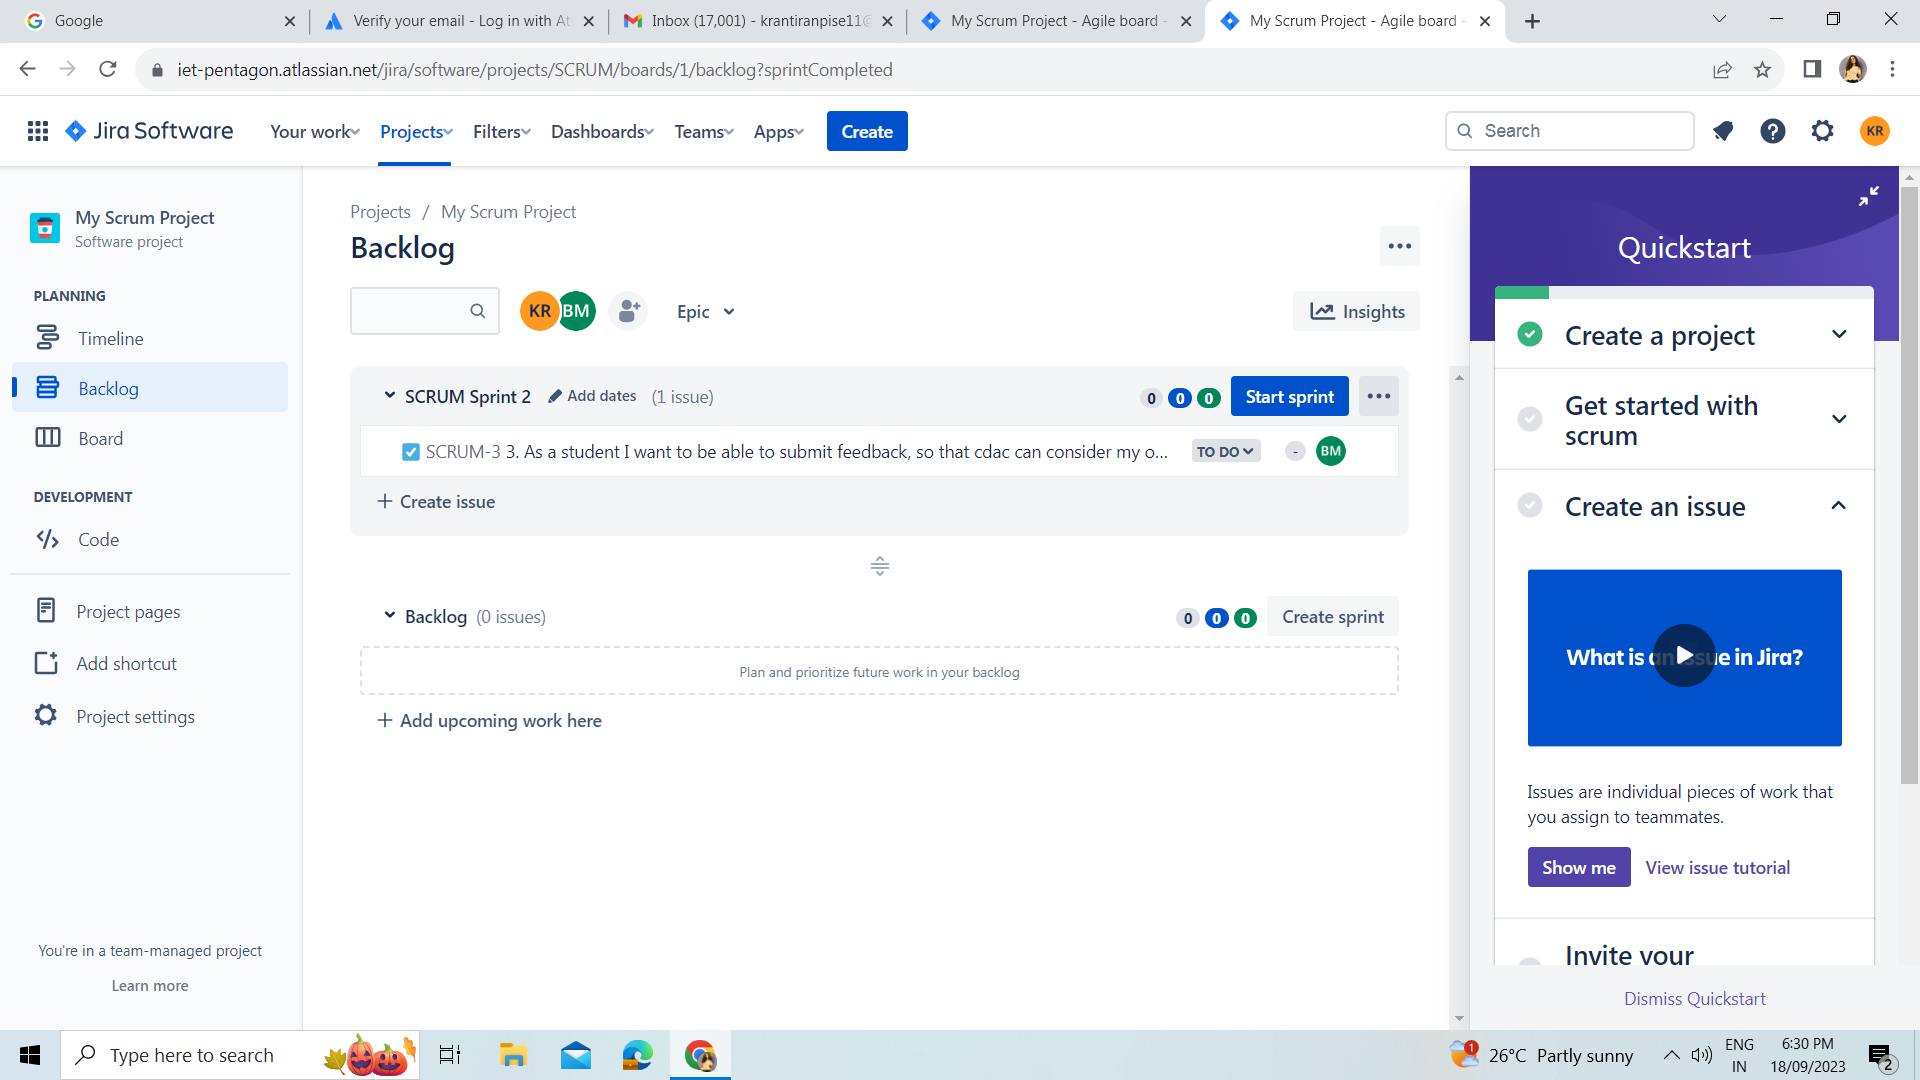 Google
Verify your email - Log in with At
Inbox (17,001) - krantiranpise11@
My Scrum Project - Agile board -
My Scrum Project - Agile board -
iet-pentagon.atlassian.net/jira/software/projects/SCRUM/boards/1/backlog?sprintCompleted
Jira Software
Your work
Projects
Filters
Dashboards
Teams
Apps
Create
Search
KR
My Scrum Project
Software project
PLANNING
Timeline
Backlog
Board
DEVELOPMENT
Code
Project pages
Add shortcut
Project settings
You're in a team-managed project
Learn more
Projects / My Scrum Project
Backlog
KR BM
Epic
Insights
SCRUM Sprint 2 Add dates (1 issue) 0 0 0 Start sprint
SCRUM-3 3. As a student I want to be able to submit feedback, so that cdac can consider my o... TO DO - BM
+ Create issue
Backlog (0 issues) 0 0 0 Create sprint
Plan and prioritize future work in your backlog
+ Add upcoming work here
Quickstart
Create a project
Get started with
scrum
Create an issue
What is an issue in Jira?
Issues are individual pieces of work that
you assign to teammates.
Show me View issue tutorial
Invite your
Dismiss Quickstart
Type here to search
1
26°C Partly sunny
ENG
IN
6:30 PM
18/09/2023
2